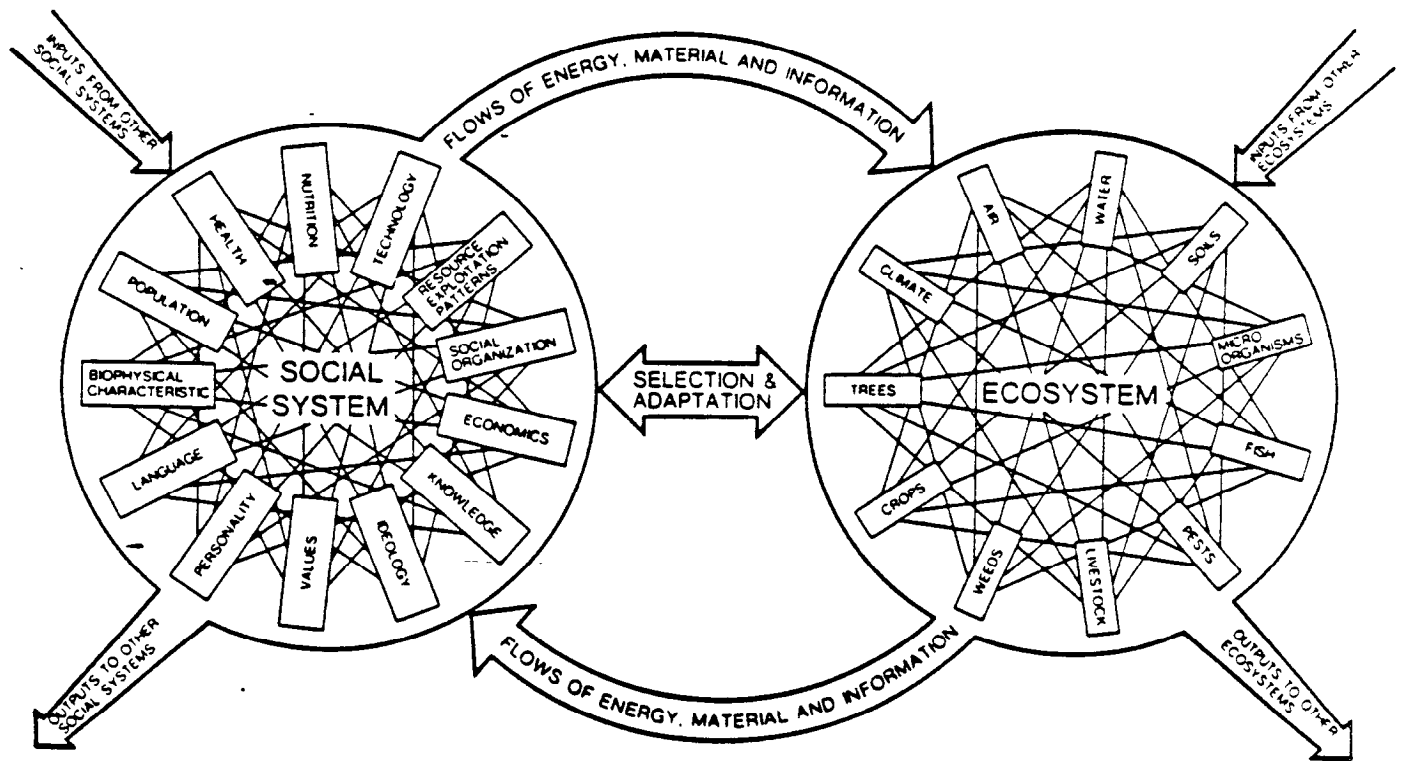 INPUTS FROM OTHER
SOCIAL SYSTEMS
FLOWS OF ENERGY, MATERIAL AND INFORMATION
INPUTS FROM OTHER
ECOSYSTEMS
HEALTH
NUTRITION
TECHNOLOGY
RESOURCE
EXPLOITATION
PATTERNS
POPULATION
SOCIAL
ORGANIZATION
BIOPHYSICAL
CHARACTERISTIC
SOCIAL
SYSTEM
ECONOMICS
LANGUAGE
KNOWLEDGE
PERSONALITY
VALUES
IDEOLOGY
SELECTION &
ADAPTATION
AIR
WATER
SOILS
CLIMATE
MICRO
ORGANISMS
TREES
ECOSYSTEM
FISH
CROPS
PESTS
WEEDS
LIVESTOCK
OUTPUTS TO OTHER
SOCIAL SYSTEMS
FLOWS OF ENERGY, MATERIAL AND INFORMATION
OUTPUTS TO OTHER
ECOSYSTEMS